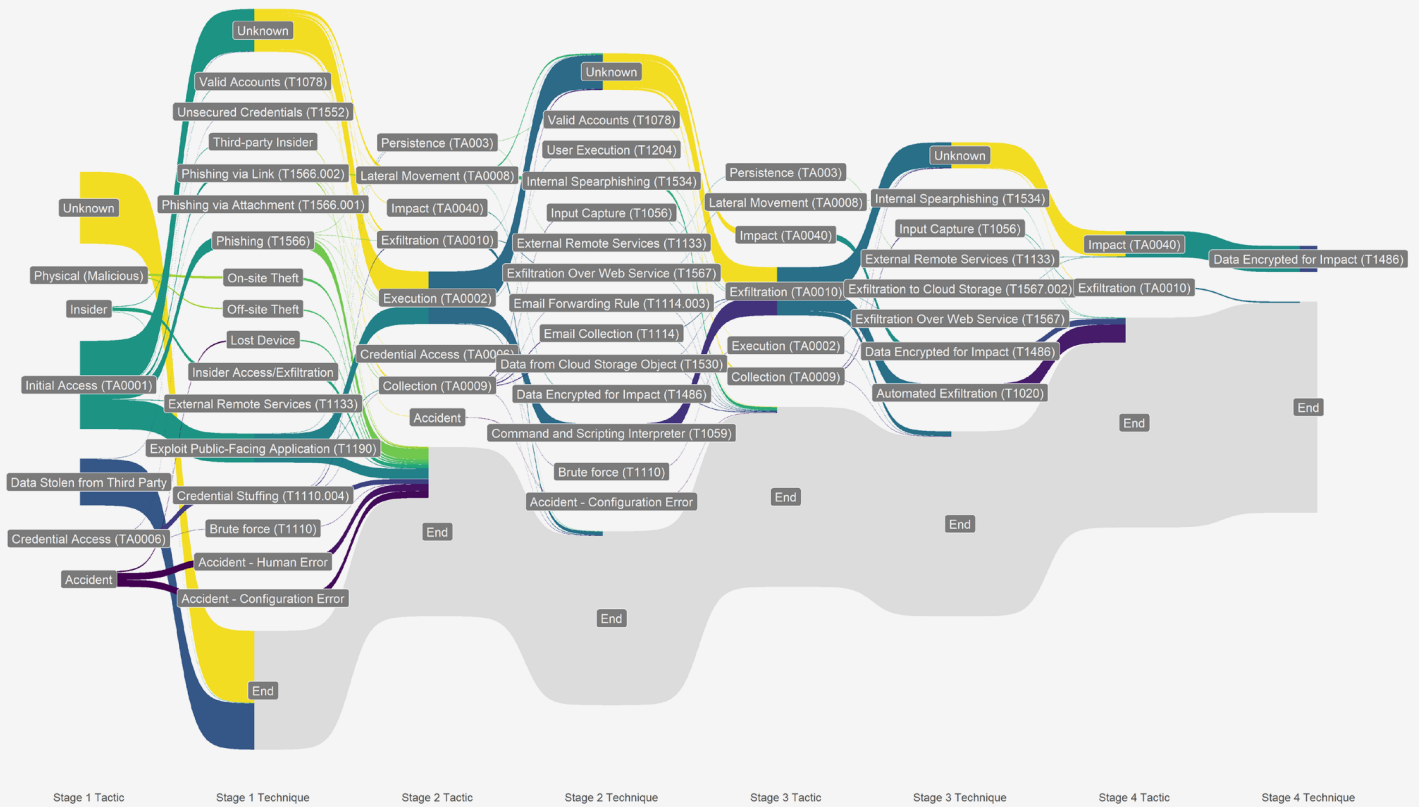 Unknown
Physical (Malicious)
Insider
Initial Access (TA0001)
Data Stolen from Third Party
Credential Access (TA0006)
Accident
Unknown
Valid Accounts (T1078)
Unsecured Credentials (T1552)
Third-party Insider
Phishing via Link (T1566.002)
Phishing via Attachment (T1566.001)
Phishing (T1566)
On-site Theft
Off-site Theft
Lost Device
Insider Access/Exfiltration
External Remote Services (T1133)
Exploit Public-Facing Application (T1190)
Credential Stuffing (T1110.004)
Brute force (T1110)
Accident - Human Error
Accident - Configuration Error
End
Persistence (TA003)
Lateral Movement (TA0008)
Impact (TA0040)
Exfiltration (TA0010)
Execution (TA0002)
Credential Access (TA0006)
Collection (TA0009)
Accident
End
Unknown
Valid Accounts (T1078)
User Execution (T1204)
Internal Spearphishing (T1534)
Input Capture (T1056)
External Remote Services (T1133)
Exfiltration Over Web Service (T1567)
Email Forwarding Rule (T1114.003)
Email Collection (T1114)
Data from Cloud Storage Object (T1530)
Data Encrypted for Impact (T1486)
Command and Scripting Interpreter (T1059)
Brute force (T1110)
Accident - Configuration Error
End
Persistence (TA003)
Lateral Movement (TA0008)
Impact (TA0040)
Exfiltration (TA0010)
Execution (TA0002)
Collection (TA0009)
End
Unknown
Internal Spearphishing (T1534)
Input Capture (T1056)
External Remote Services (T1133)
Exfiltration to Cloud Storage (T1567.002)
Exfiltration Over Web Service (T1567)
Data Encrypted for Impact (T1486)
Automated Exfiltration (T1020)
End
Impact (TA0040)
Exfiltration (TA0010)
End
Data Encrypted for Impact (T1486)
End
Stage 1 Tactic
Stage 1 Technique
Stage 2 Tactic
Stage 2 Technique
Stage 3 Tactic
Stage 3 Technique
Stage 4 Tactic
Stage 4 Technique